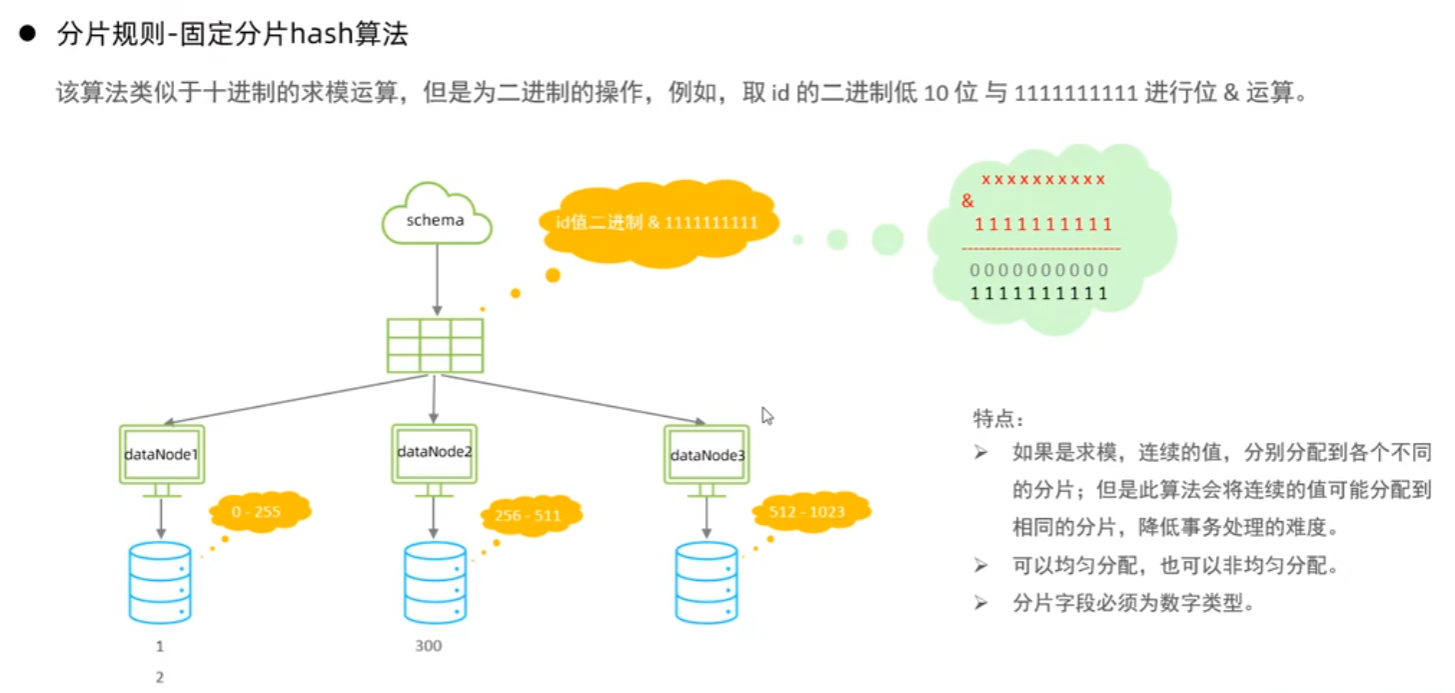 ● 分片规则-固定分片hash算法
该算法类似于十进制的求模运算，但是为二进制的操作，例如，取 id 的二进制低 10 位 与 1111111111 进行位 & 运算。
schema
id值二进制 & 1111111111
x x x x x x x x x x
&
1 1 1 1 1 1 1 1 1 1
---------------------------
0 0 0 0 0 0 0 0 0 0
1 1 1 1 1 1 1 1 1 1
dataNode1
dataNode2
dataNode3
0 - 255
256 - 511
512 - 1023
1
300
2
特点：
➢ 如果是求模，连续的值，分别分配到各个不同
的分片；但是此算法会将连续的值可能分配到
相同的分片，降低事务处理的难度。
➢ 可以均匀分配，也可以非均匀分配。
➢ 分片字段必须为数字类型。